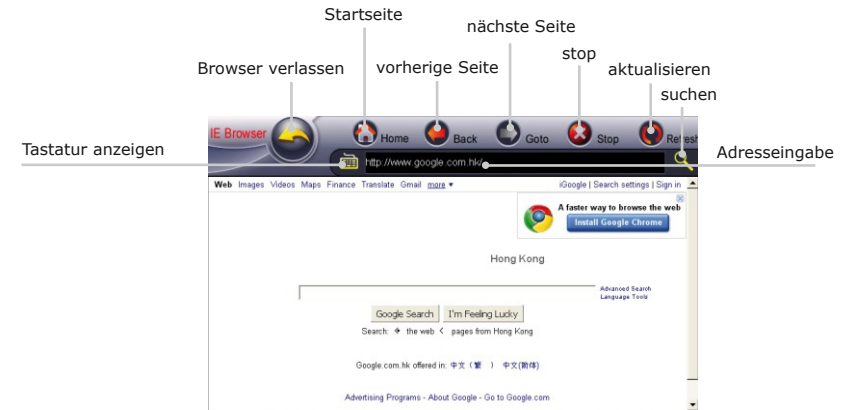 Startseite
nächste Seite
stop
Browser verlassen
vorherige Seite
aktualisieren
suchen
IE Browser
Home
Back
Goto
Stop
Refresh
Tastatur anzeigen
http://www.google.com.hk/
Adresseingabe
Web Images Videos Maps Finance Translate Gmail more ▼
iGoogle | Search settings | Sign in
A faster way to browse the web
Install Google Chrome
Hong Kong
Advanced Search
Language Tools
Google Search
I'm Feeling Lucky
Search: the web pages from Hong Kong
Google.com.hk offered in: 中文（繁 ） 中文(简体)
Advertising Programs - About Google - Go to Google.com